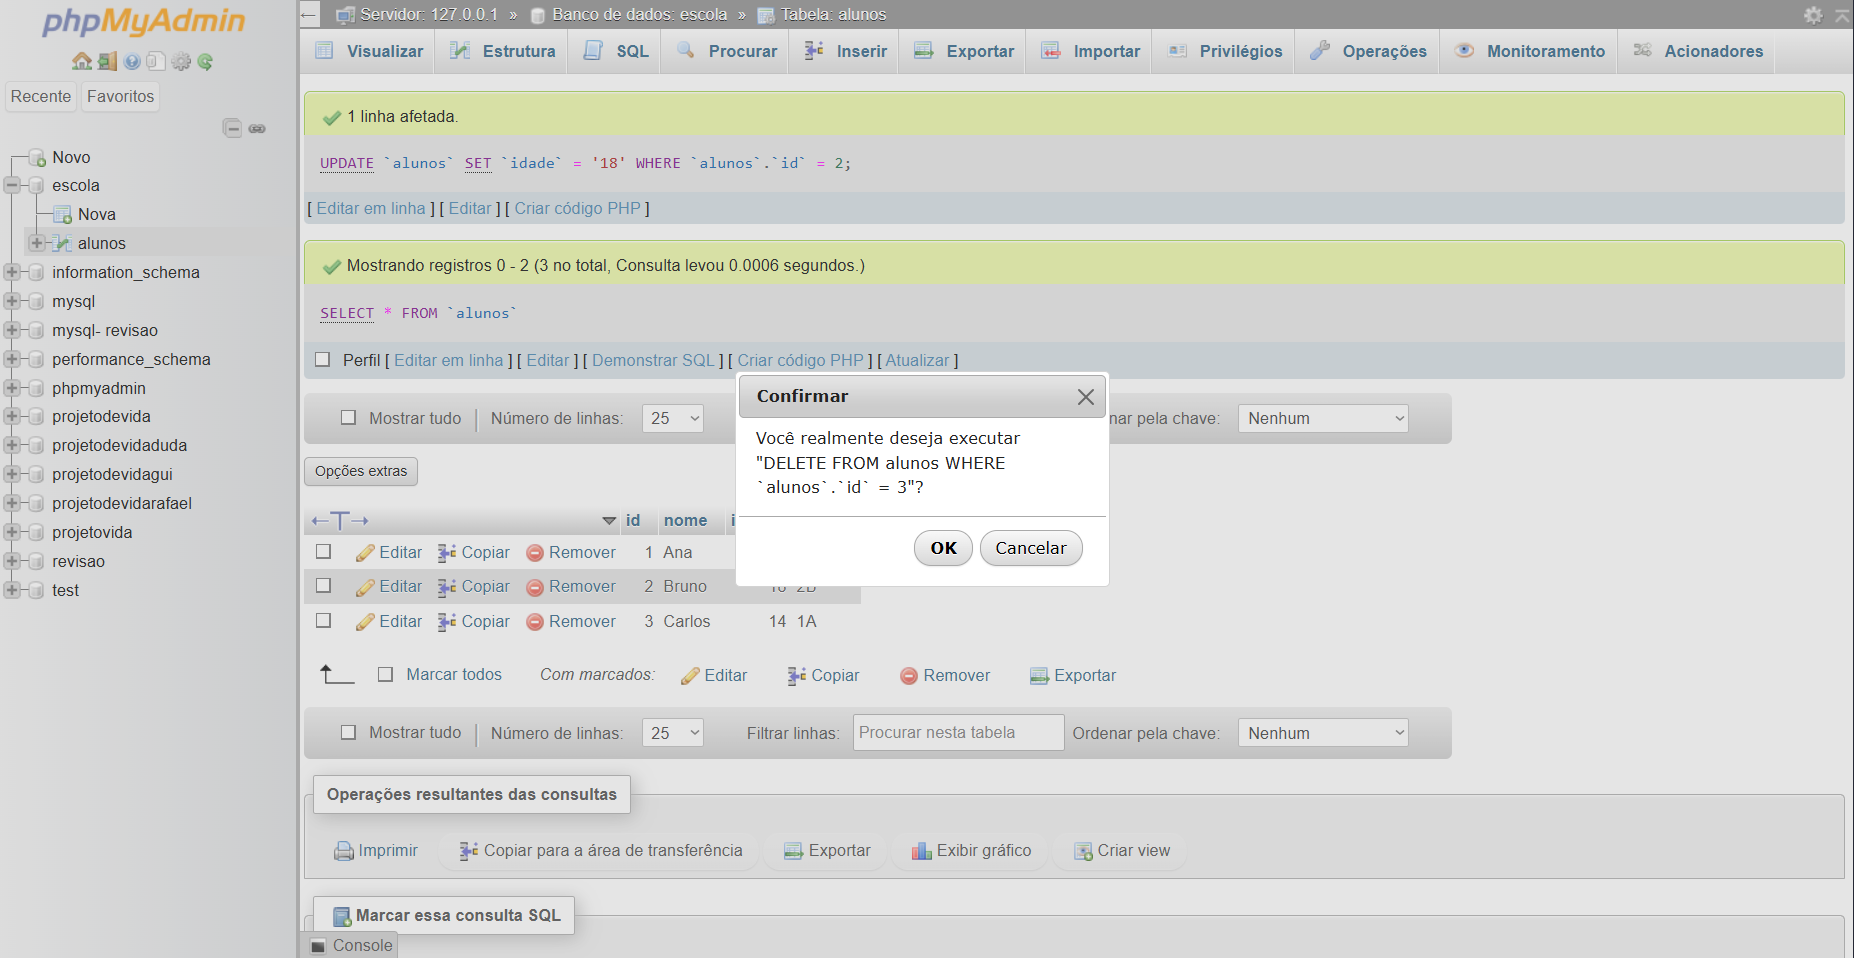 phpMyAdmin
Recente Favoritos
Novo
escola
Nova
alunos
information_schema
mysql
mysql- revisao
performance_schema
phpmyadmin
projetodevida
projetodevidaduda
projetodevidagui
projetodevidarafael
projetovida
revisao
test
Servidor: 127.0.0.1 » Banco de dados: escola » Tabela: alunos
Visualizar Estrutura SQL Procurar Inserir Exportar Importar Privilégios Operações Monitoramento Acionadores
1 linha afetada.
UPDATE `alunos` SET `idade` = '18' WHERE `alunos`.`id` = 2;
[ Editar em linha ] [ Editar ] [ Criar código PHP ]
Mostrando registros 0 - 2 (3 no total, Consulta levou 0.0006 segundos.)
SELECT * FROM `alunos`
Perfil [ Editar em linha ] [ Editar ] [ Demonstrar SQL ] [ Criar código PHP ] [ Atualizar ]
Mostrar tudo | Número de linhas: 25 nar pela chave: Nenhum
Opções extras
Confirmar
Você realmente deseja executar
"DELETE FROM alunos WHERE
`alunos`.`id` = 3"?
OK Cancelar
id nome
Editar Copiar Remover 1 Ana
Editar Copiar Remover 2 Bruno
Editar Copiar Remover 3 Carlos 14 1A
Marcar todos Com marcados: Editar Copiar Remover Exportar
Mostrar tudo | Número de linhas: 25 Filtrar linhas: Procurar nesta tabela Ordenar pela chave: Nenhum
Operações resultantes das consultas
Imprimir Copiar para a área de transferência Exportar Exibir gráfico Criar view
Marcar essa consulta SQL
Console